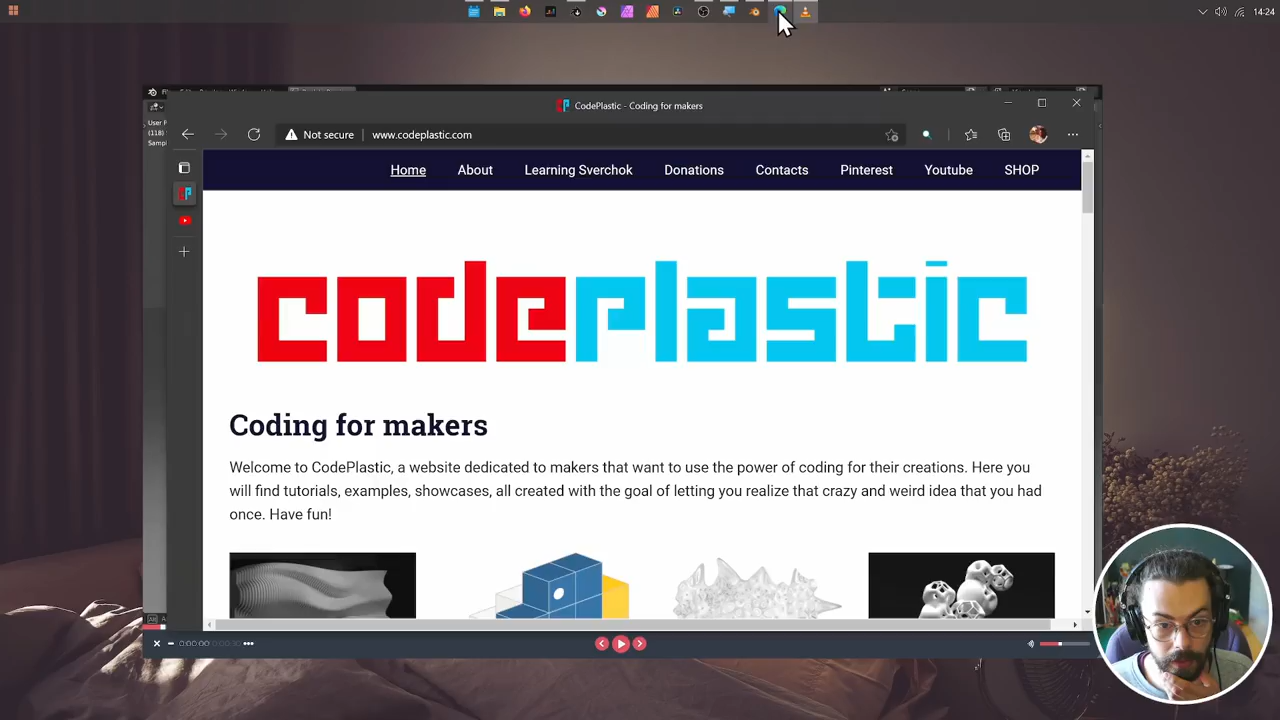 14:24
CodePlastic - Coding for makers
User P
(118)
Sampl
Not secure
www.codeplastic.com
Home
About
Learning Sverchok
Donations
Contacts
Pinterest
Youtube
SHOP
codeplastic
Coding for makers
Welcome to CodePlastic, a website dedicated to makers that want to use the power of coding for their creations. Here you
will find tutorials, examples, showcases, all created with the goal of letting you realize that crazy and weird idea that you had
once. Have fun!